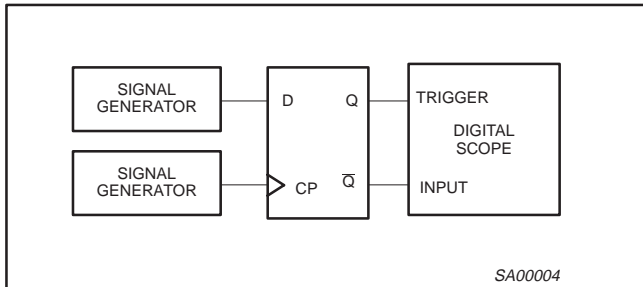 SIGNAL
GENERATOR
D
Q
TRIGGER
DIGITAL
SCOPE
SIGNAL
GENERATOR
CP
Q̅
INPUT
SA00004